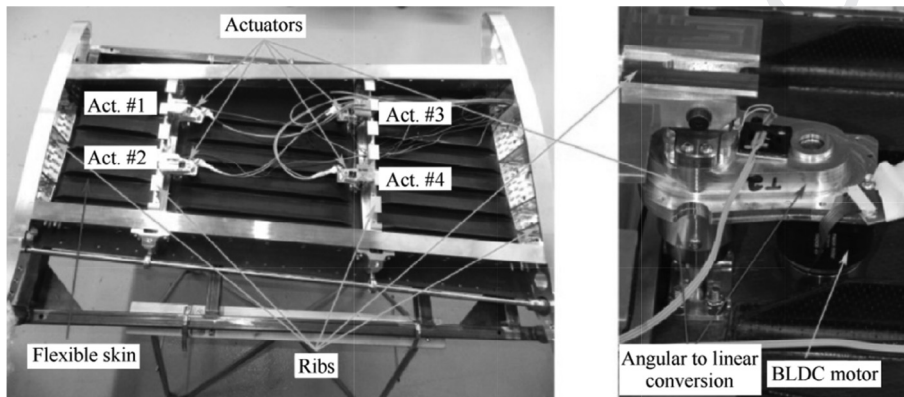 Actuators
Act. #1
Act. #3
Act. #2
Act. #4
Flexible skin
Ribs
Angular to linear
conversion
BLDC motor